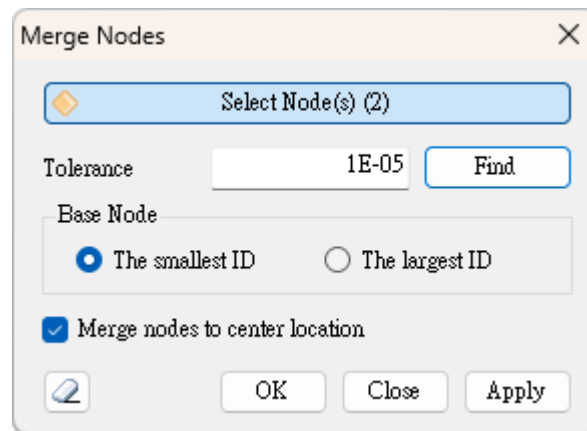 Merge Nodes
Select Node(s) (2)
Tolerance 1E-05 Find
Base Node
The smallest ID The largest ID
Merge nodes to center location
OK Close Apply